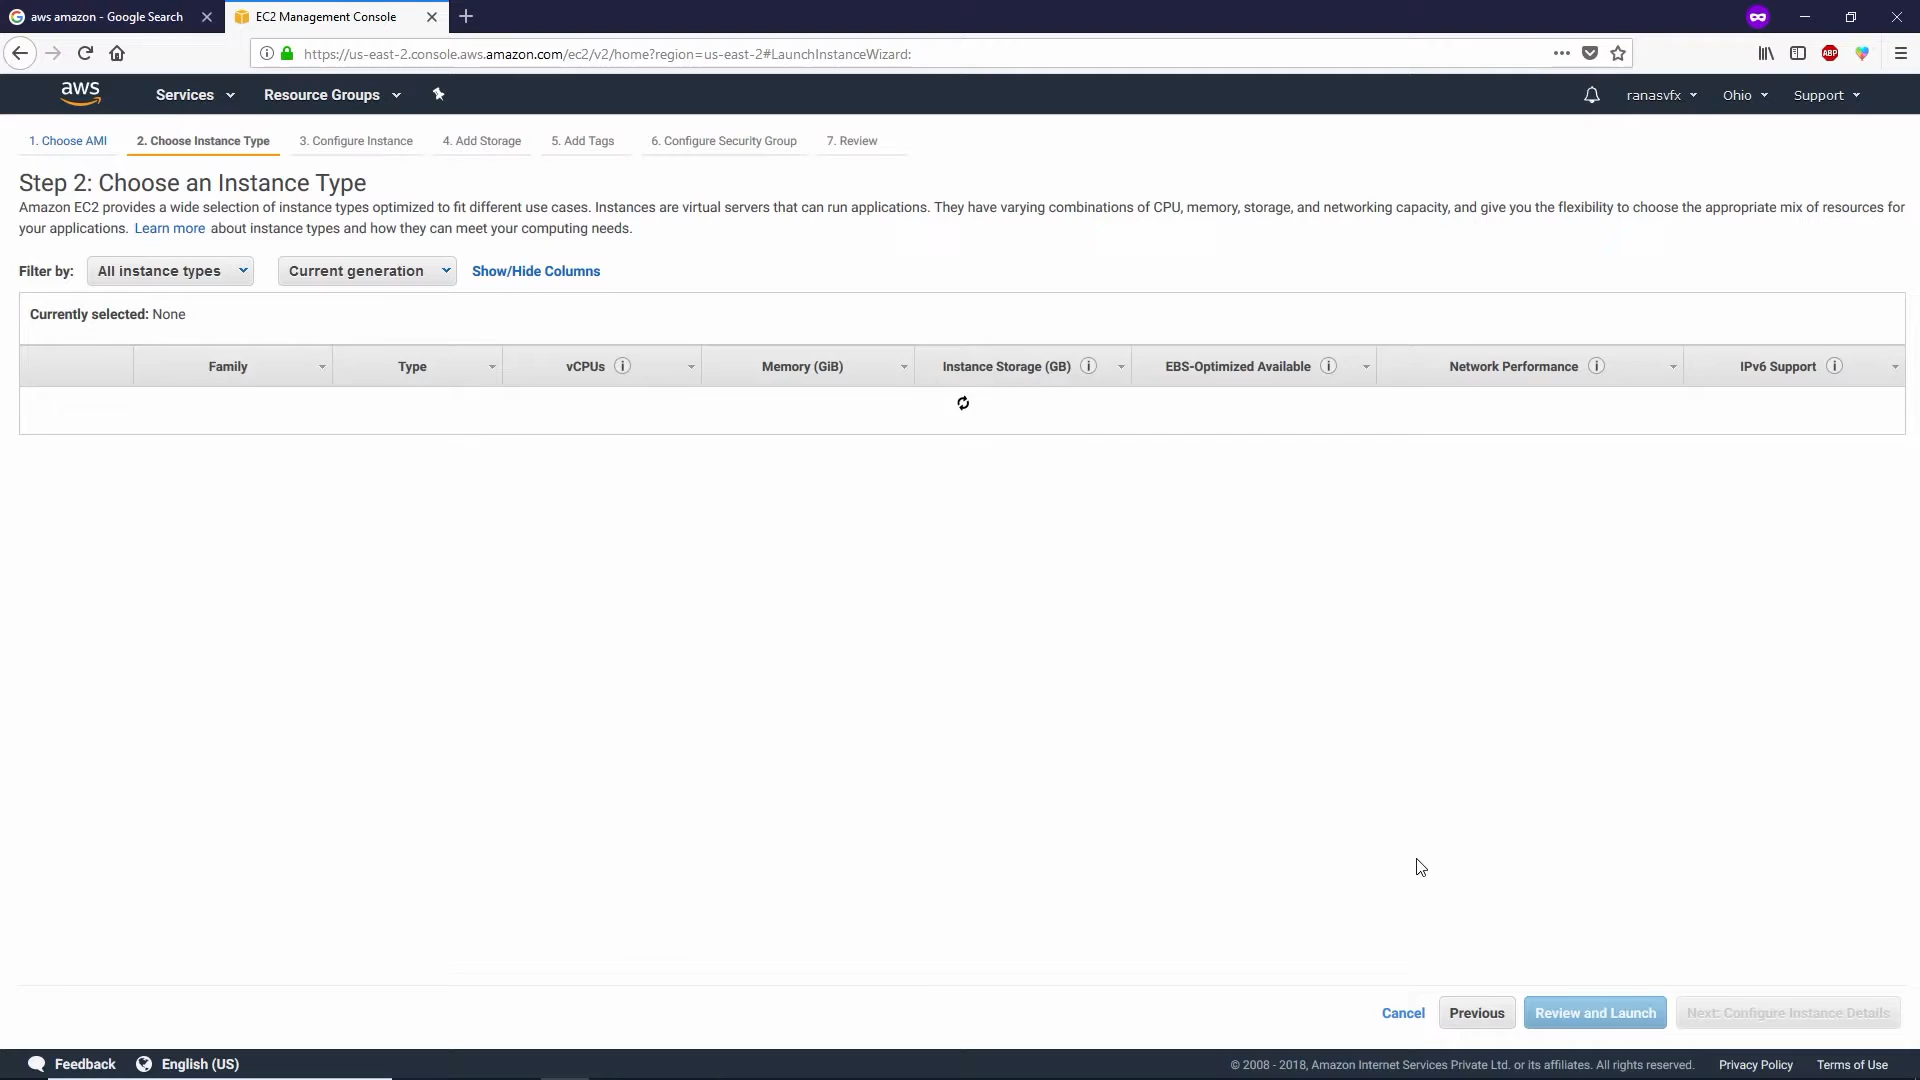 aws amazon - Google Search
EC2 Management Console
https://us-east-2.console.aws.amazon.com/ec2/v2/home?region=us-east-2#LaunchInstanceWizard:
ABP
aws
Services
Resource Groups
ranasvfx
Ohio
Support
1. Choose AMI
2. Choose Instance Type
3. Configure Instance
4. Add Storage
5. Add Tags
6. Configure Security Group
7. Review
Step 2: Choose an Instance Type
Amazon EC2 provides a wide selection of instance types optimized to fit different use cases. Instances are virtual servers that can run applications. They have varying combinations of CPU, memory, storage, and networking capacity, and give you the flexibility to choose the appropriate mix of resources for
your applications. Learn more about instance types and how they can meet your computing needs.
Filter by:
All instance types
Current generation
Show/Hide Columns
Currently selected: None
Family
Type
vCPUs
Memory (GiB)
Instance Storage (GB)
EBS-Optimized Available
Network Performance
IPv6 Support
Cancel
Previous
Review and Launch
Next: Configure Instance Details
Feedback
English (US)
© 2008 - 2018, Amazon Internet Services Private Ltd. or its affiliates. All rights reserved.
Privacy Policy
Terms of Use